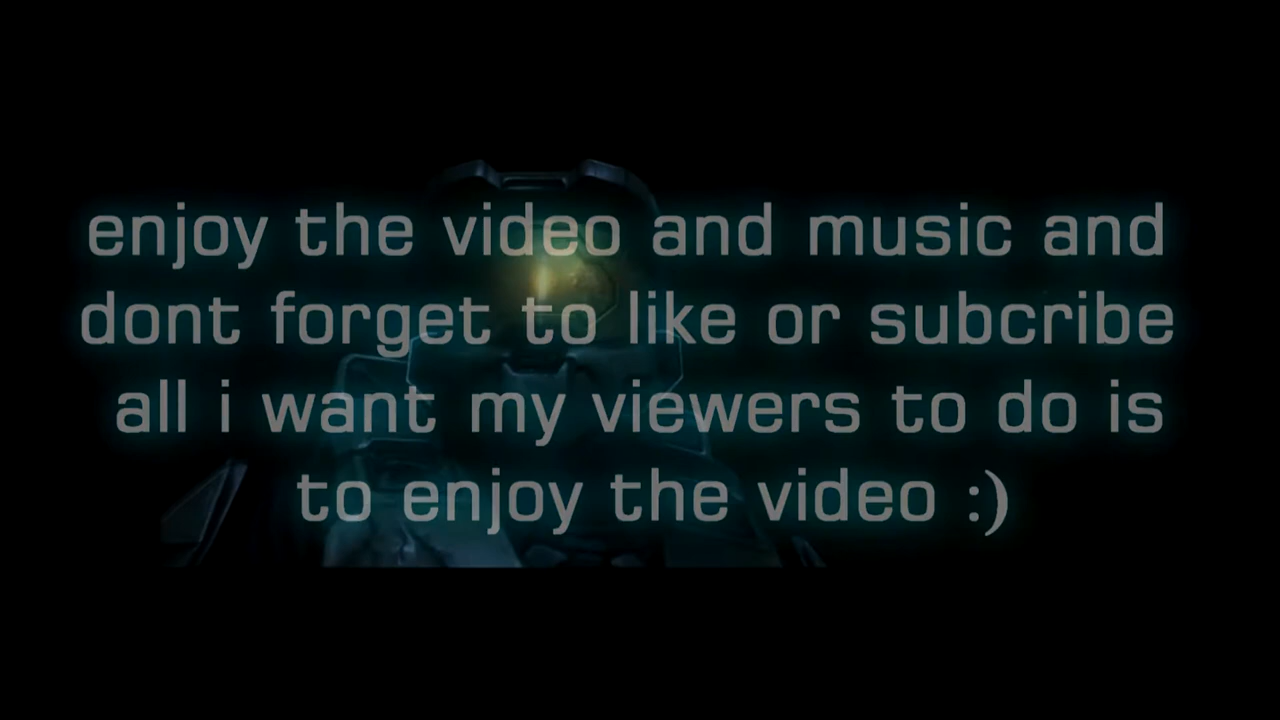 enjoy the video and music and
dont forget to like or subcribe
all i want my viewers to do is
to enjoy the video :)